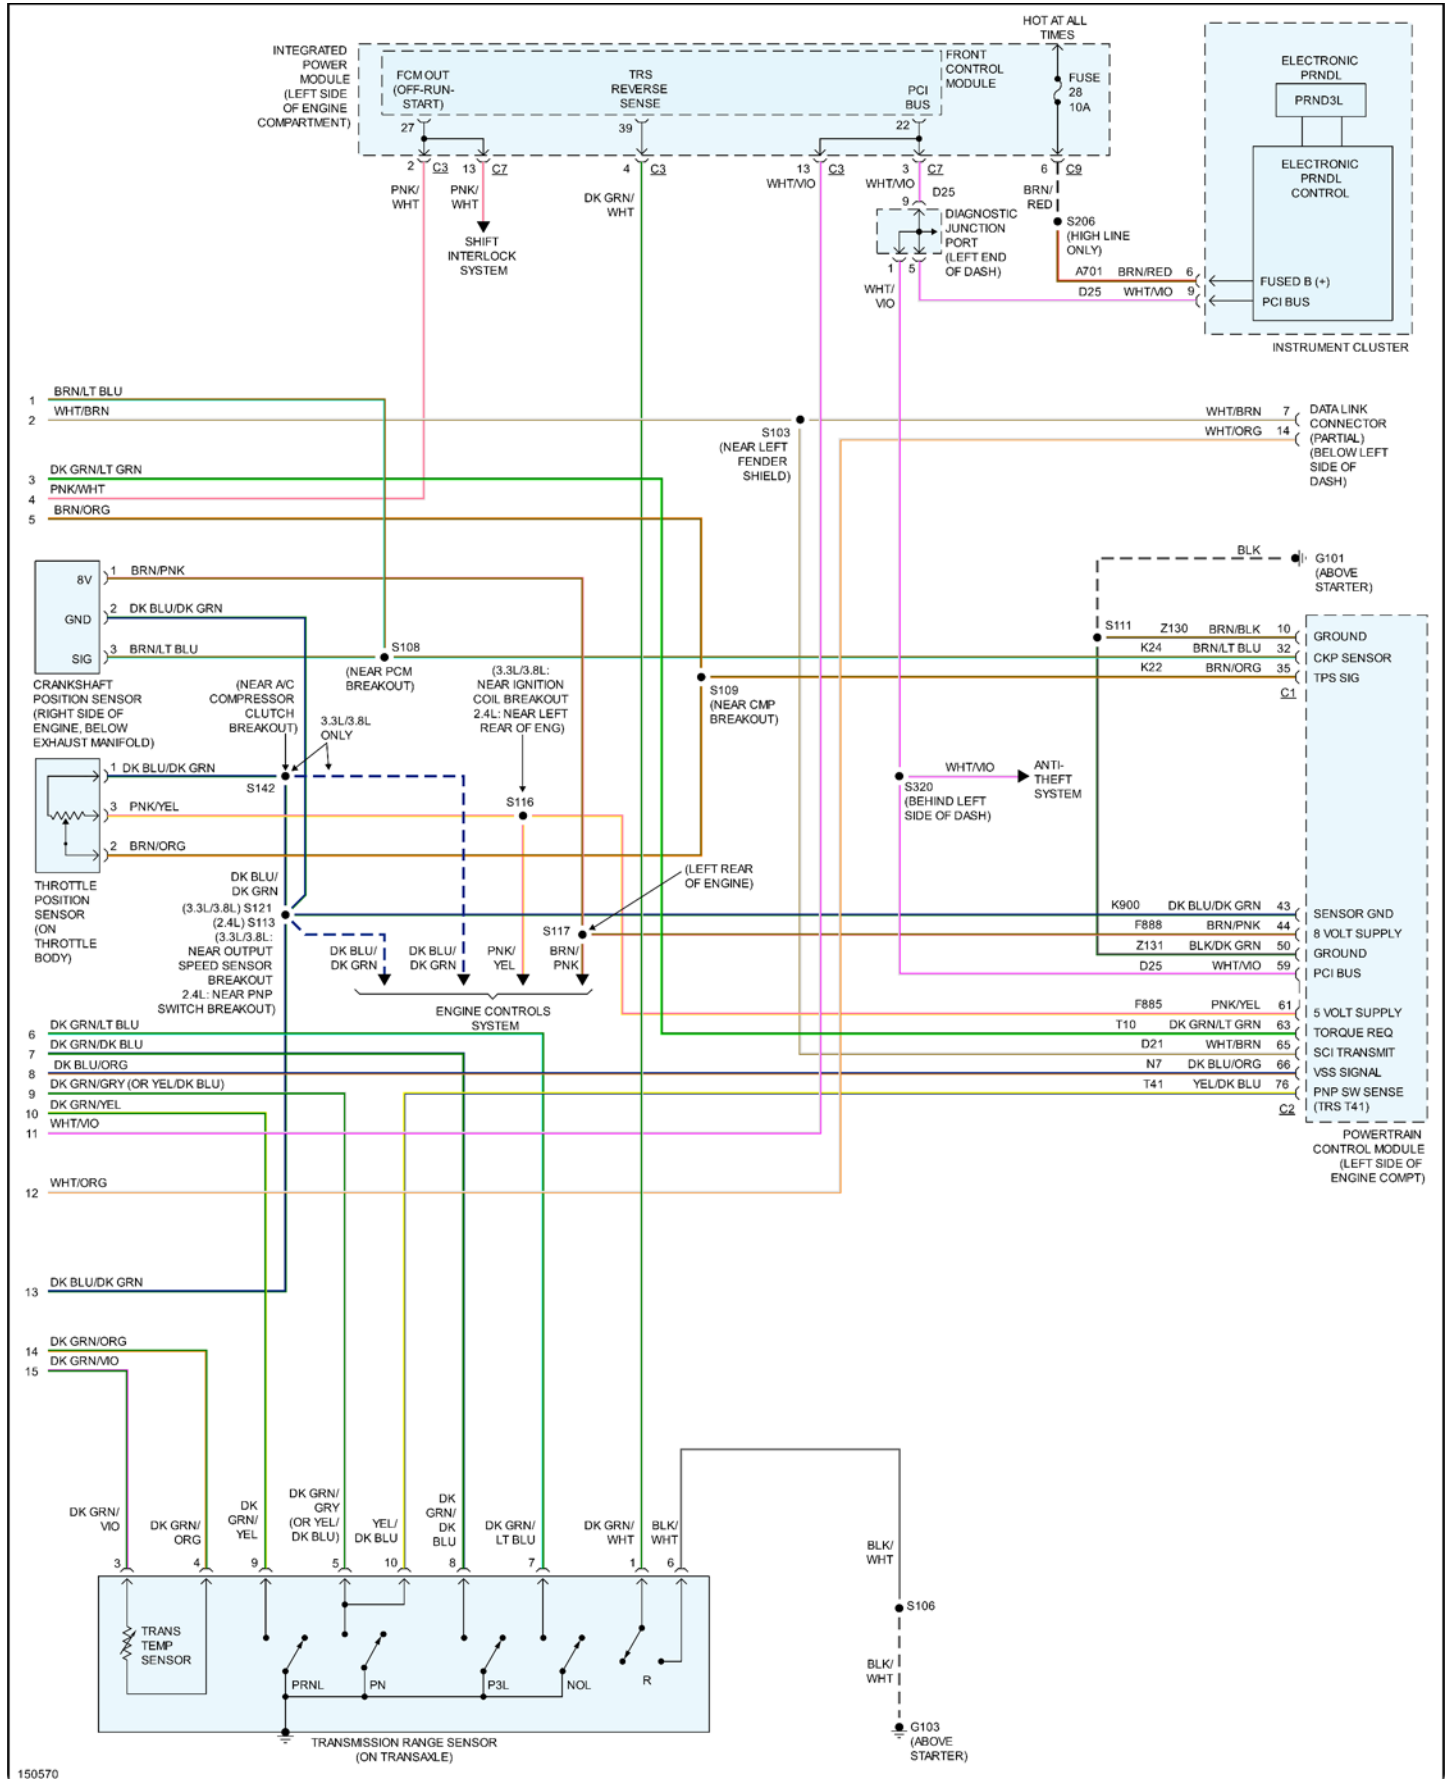 HOT AT ALL
TIMES
INTEGRATED
POWER
MODULE
(LEFT SIDE
OF ENGINE
COMPARTMENT)
FCM OUT
(OFF-RUN-
START)
TRS
REVERSE
SENSE
PCI
BUS
FRONT
CONTROL
MODULE
FUSE
28
10A
ELECTRONIC
PRNDL
PRND3L
ELECTRONIC
PRNDL
CONTROL
27
39
22
2 C3
13 C7
4 C3
13 C3
3 C7
6 C9
PNK/
WHT
PNK/
WHT
DK GRN/
WHT
WHT/VIO
WHT/VIO
BRN/
RED
D25
9
SHIFT
INTERLOCK
SYSTEM
DIAGNOSTIC
JUNCTION
PORT
(LEFT END
OF DASH)
1 5
WHT/
VIO
S206
(HIGH LINE
ONLY)
A701 BRN/RED 6
D25 WHT/VIO 9
FUSED B (+)
PCI BUS
INSTRUMENT CLUSTER
1 BRN/LT BLU
2 WHT/BRN
3 DK GRN/LT GRN
4 PNK/WHT
5 BRN/ORG
S103
(NEAR LEFT
FENDER
SHIELD)
WHT/BRN 7
WHT/ORG 14
DATA LINK
CONNECTOR
(PARTIAL)
(BELOW LEFT
SIDE OF
DASH)
BLK
G101
(ABOVE
STARTER)
8V 1 BRN/PNK
GND 2 DK BLU/DK GRN
SIG 3 BRN/LT BLU
CRANKSHAFT
POSITION SENSOR
(RIGHT SIDE OF
ENGINE, BELOW
EXHAUST MANIFOLD)
S108
(NEAR PCM
BREAKOUT)
(NEAR A/C
COMPRESSOR
CLUTCH
BREAKOUT)
3.3L/3.8L
ONLY
(3.3L/3.8L:
NEAR IGNITION
COIL BREAKOUT
2.4L: NEAR LEFT
REAR OF ENG)
S109
(NEAR CMP
BREAKOUT)
S111
Z130 BRN/BLK 10 GROUND
K24 BRN/LT BLU 32 CKP SENSOR
K22 BRN/ORG 35 TPS SIG
C1
1 DK BLU/DK GRN
S142
3 PNK/YEL
S116
2 BRN/ORG
THROTTLE
POSITION
SENSOR
(ON
THROTTLE
BODY)
WHT/VIO
ANTI-
THEFT
SYSTEM
S320
(BEHIND LEFT
SIDE OF DASH)
DK BLU/
DK GRN
(3.3L/3.8L) S121
(2.4L) S113
(3.3L/3.8L:
NEAR OUTPUT
SPEED SENSOR
BREAKOUT
2.4L: NEAR PNP
SWITCH BREAKOUT)
(LEFT REAR
OF ENGINE)
S117
DK BLU/
DK GRN
DK BLU/
DK GRN
PNK/
YEL
BRN/
PNK
ENGINE CONTROLS
SYSTEM
K900 DK BLU/DK GRN 43 SENSOR GND
F888 BRN/PNK 44 8 VOLT SUPPLY
Z131 BLK/DK GRN 50 GROUND
D25 WHT/VIO 59 PCI BUS
F885 PNK/YEL 61 5 VOLT SUPPLY
T10 DK GRN/LT GRN 63 TORQUE REQ
D21 WHT/BRN 65 SCI TRANSMIT
N7 DK BLU/ORG 66 VSS SIGNAL
T41 YEL/DK BLU 76 PNP SW SENSE
(TRS T41)
C2
POWERTRAIN
CONTROL MODULE
(LEFT SIDE OF
ENGINE COMPT)
6 DK GRN/LT BLU
7 DK GRN/DK BLU
8 DK BLU/ORG
9 DK GRN/GRY (OR YEL/DK BLU)
10 DK GRN/YEL
11 WHT/VIO
12 WHT/ORG
13 DK BLU/DK GRN
14 DK GRN/ORG
15 DK GRN/VIO
DK GRN/
VIO
DK GRN/
ORG
DK
GRN/
YEL
DK GRN/
GRY
(OR YEL/
DK BLU)
YEL/
DK BLU
DK
GRN/
DK
BLU
DK GRN/
LT BLU
DK GRN/
WHT
BLK/
WHT
3 4 9 5 10 8 7 1 6
BLK/
WHT
S106
BLK/
WHT
G103
(ABOVE
STARTER)
TRANS
TEMP
SENSOR
PRNL
PN
P3L
NOL
R
TRANSMISSION RANGE SENSOR
(ON TRANSAXLE)
150570